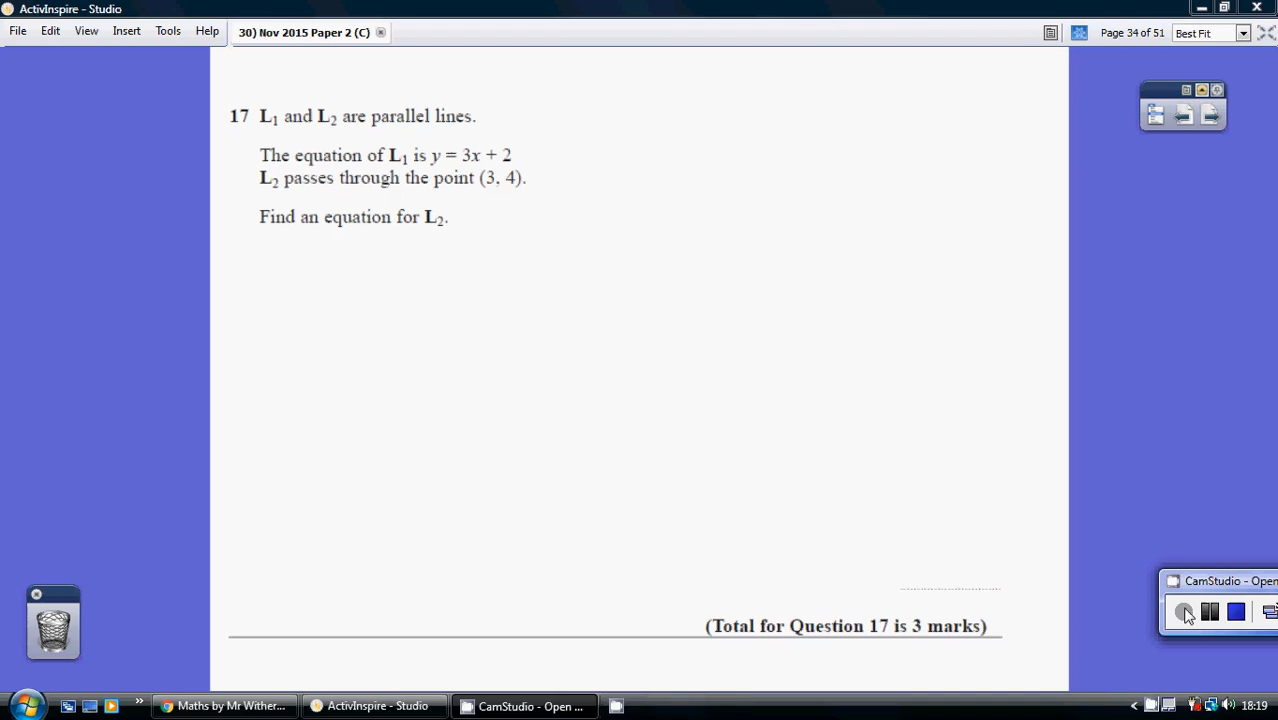 ActivInspire - Studio
File Edit View Insert Tools Help
30) Nov 2015 Paper 2 (C)
Page 34 of 51
Best Fit
17 L₁ and L₂ are parallel lines.
The equation of L₁ is y = 3x + 2
L₂ passes through the point (3, 4).
Find an equation for L₂.
(Total for Question 17 is 3 marks)
CamStudio - Open
Maths by Mr Wither...
ActivInspire - Studio
CamStudio - Open ...
18:19